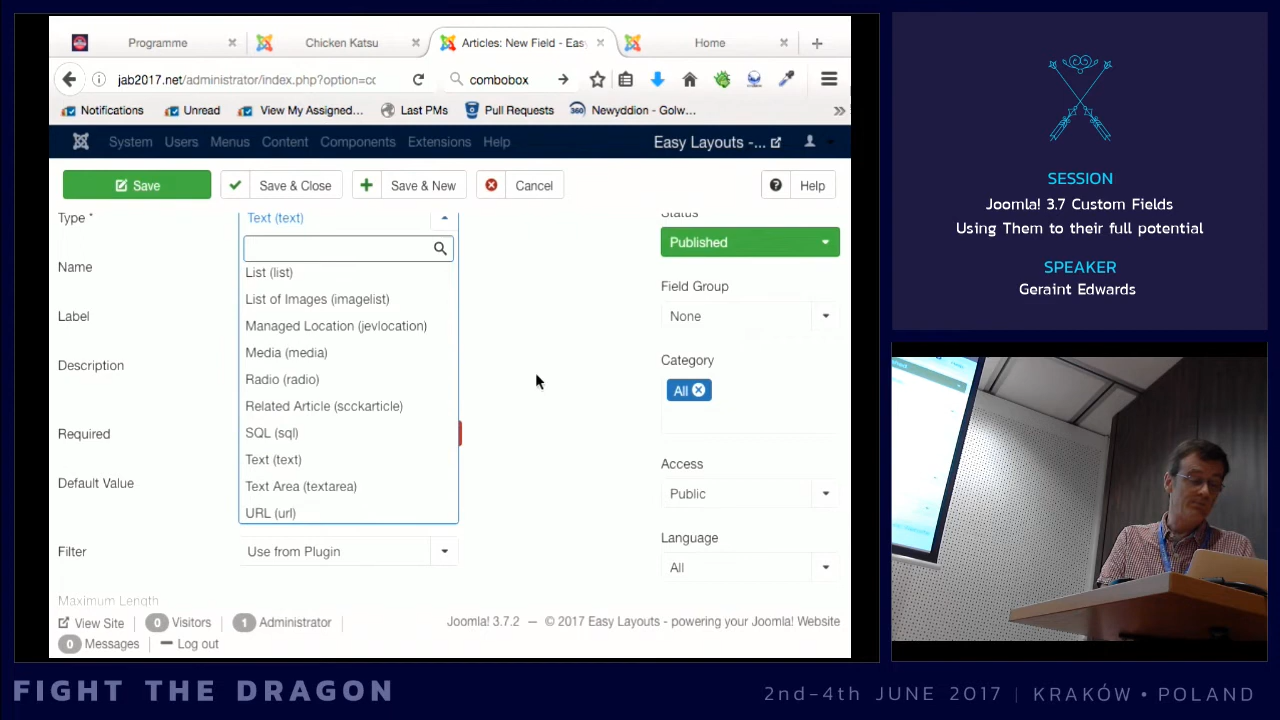 Programme
Chicken Katsu
Articles: New Field - Eas
Home
jab2017.net/administrator/index.php?option=cc
combobox
Notifications
Unread
View My Assigned...
Last PMs
Pull Requests
360
Newyddion - Golw...
System
Users
Menus
Content
Components
Extensions
Help
Easy Layouts -...
Save
Save & Close
Save & New
Cancel
Help
Type *
Text (text)
List (list)
List of Images (imagelist)
Managed Location (jevlocation)
Media (media)
Radio (radio)
Related Article (scckarticle)
SQL (sql)
Text (text)
Text Area (textarea)
URL (url)
Name
Label
Description
Required
Default Value
Filter
Use from Plugin
Maximum Length
Status
Published
Field Group
None
Category
All
Access
Public
Language
All
View Site
0 Visitors
1 Administrator
0 Messages
Log out
Joomla! 3.7.2 — © 2017 Easy Layouts - powering your Joomla! Website
SESSION
Joomla! 3.7 Custom Fields
Using Them to their full potential
SPEAKER
Geraint Edwards
FIGHT THE DRAGON
2nd-4th JUNE 2017 | KRAKÓW • POLAND